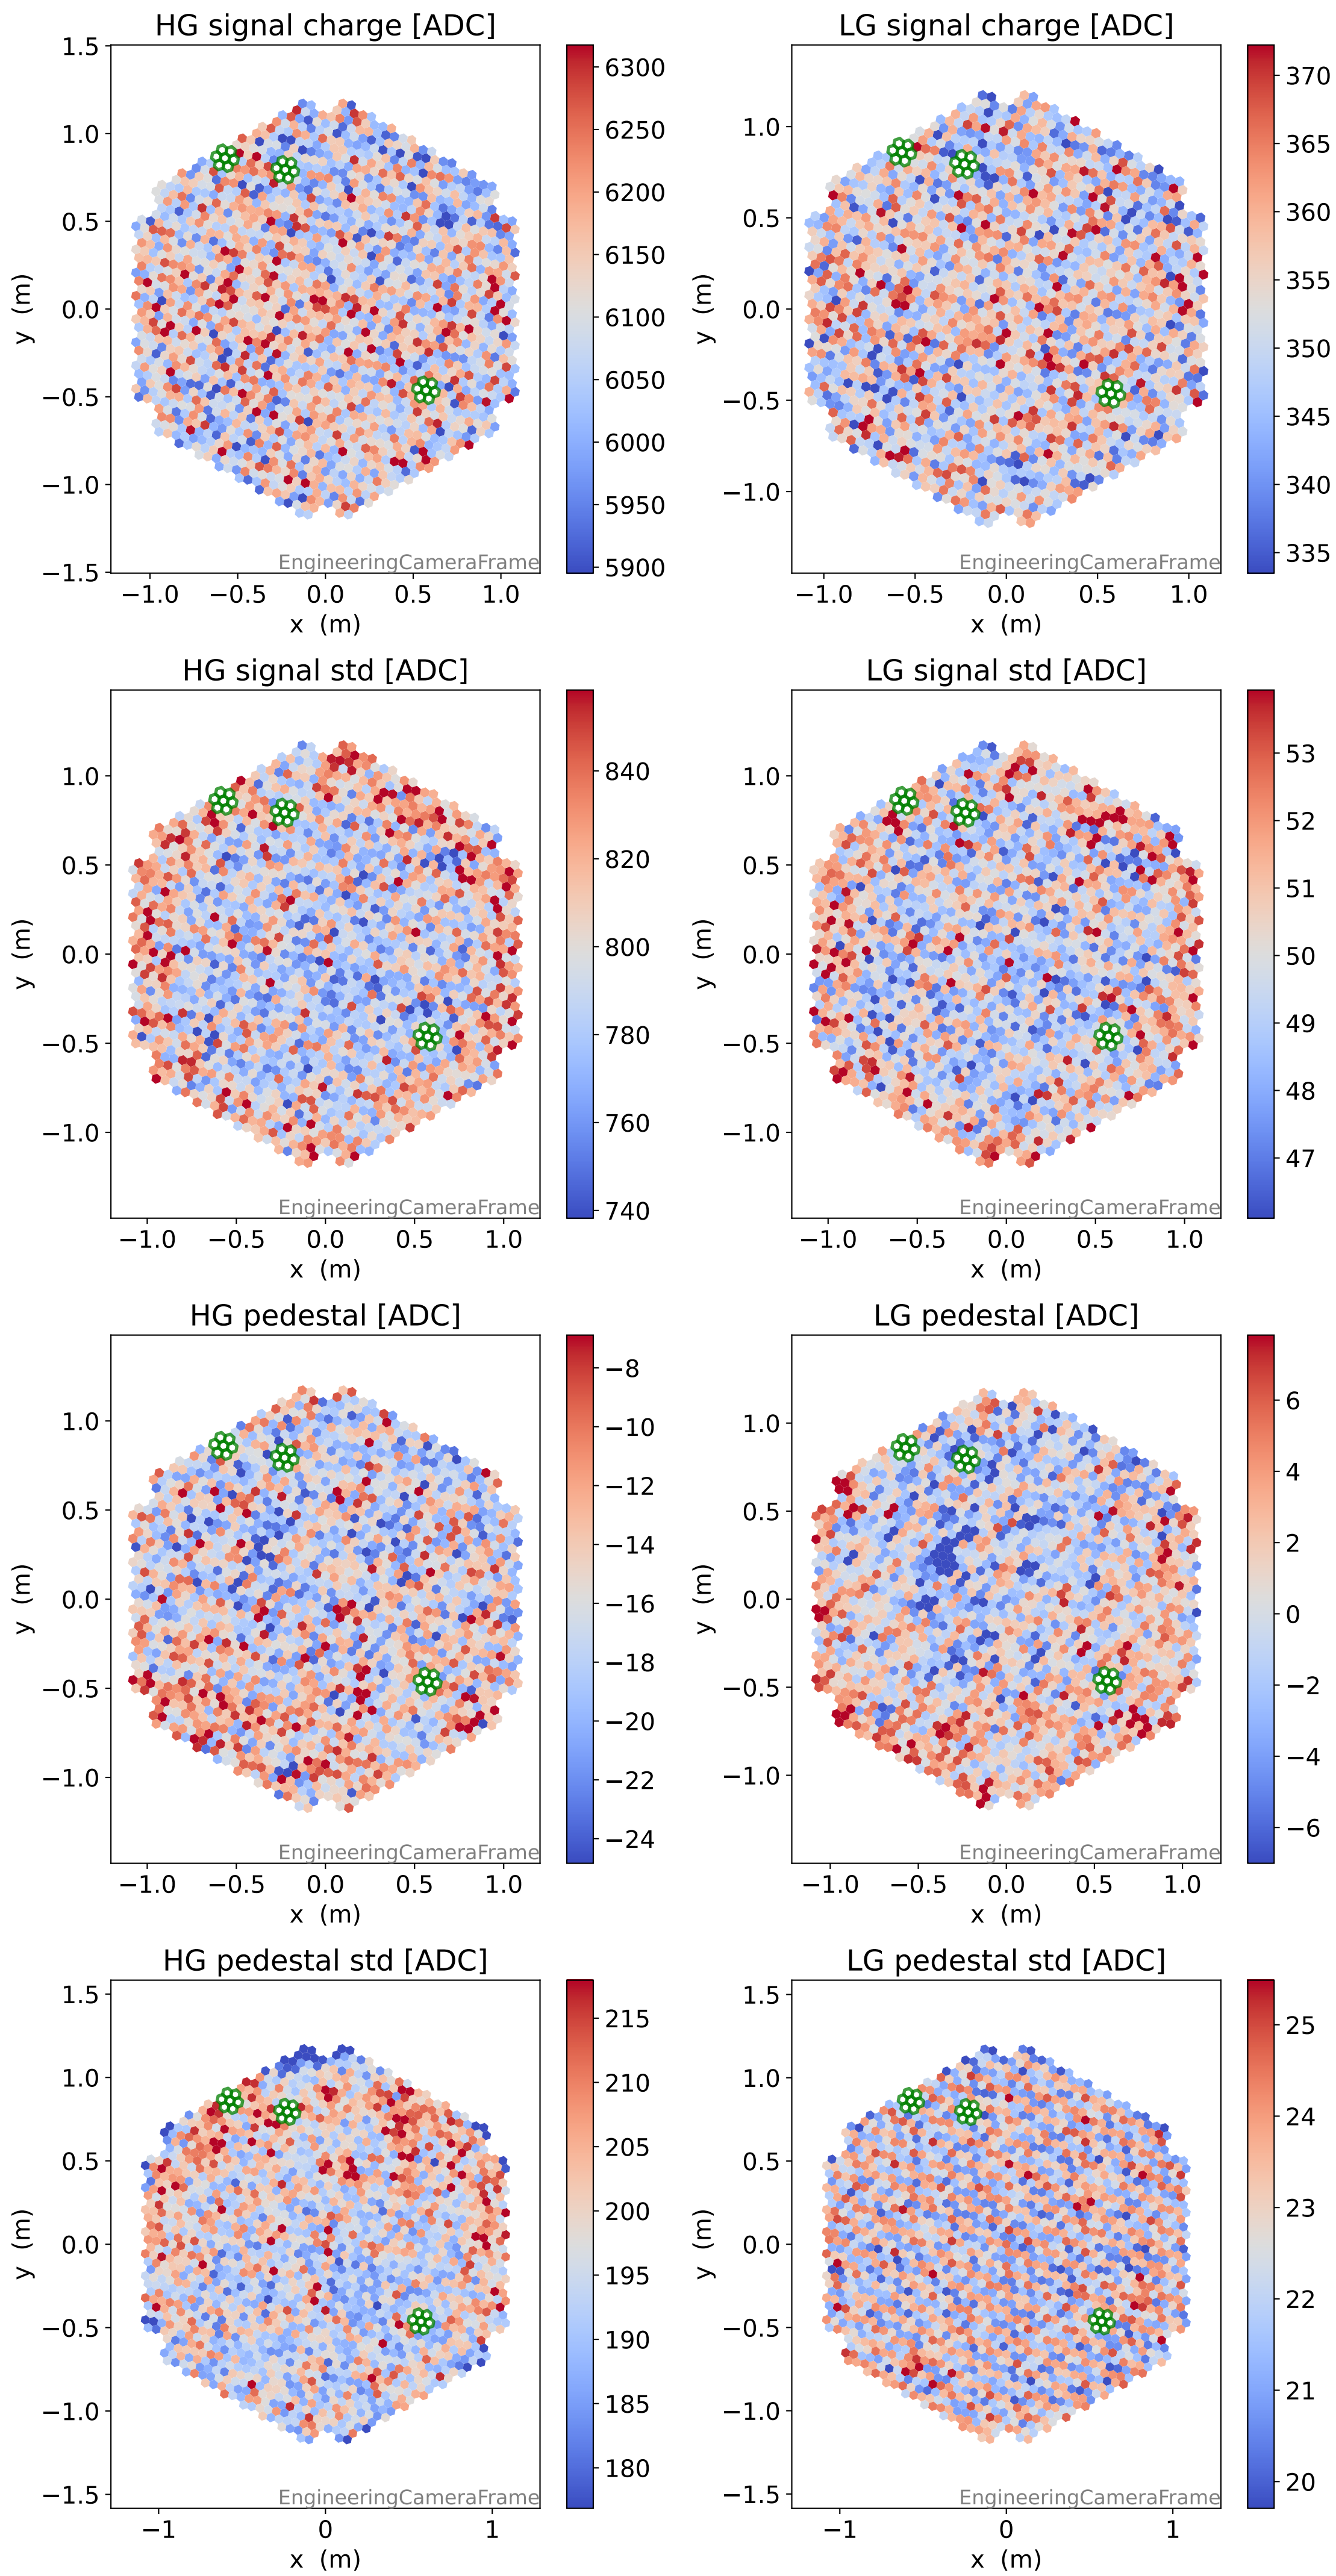 HG signal charge [ADC]
1.5
1.0
0.5
0.0
−0.5
−1.0
−1.5
y (m)
−1.0 −0.5 0.0 0.5 1.0
x (m)
EngineeringCameraFrame
6300
6250
6200
6150
6100
6050
6000
5950
5900
LG signal charge [ADC]
1.0
0.5
0.0
−0.5
−1.0
y (m)
−1.0 −0.5 0.0 0.5 1.0
x (m)
EngineeringCameraFrame
370
365
360
355
350
345
340
335
HG signal std [ADC]
1.0
0.5
0.0
−0.5
−1.0
y (m)
−1.0 −0.5 0.0 0.5 1.0
x (m)
EngineeringCameraFrame
840
820
800
780
760
740
LG signal std [ADC]
1.0
0.5
0.0
−0.5
−1.0
y (m)
−1.0 −0.5 0.0 0.5 1.0
x (m)
EngineeringCameraFrame
53
52
51
50
49
48
47
HG pedestal [ADC]
1.0
0.5
0.0
−0.5
−1.0
y (m)
−1.0 −0.5 0.0 0.5 1.0
x (m)
EngineeringCameraFrame
−8
−10
−12
−14
−16
−18
−20
−22
−24
LG pedestal [ADC]
1.0
0.5
0.0
−0.5
−1.0
y (m)
−1.0 −0.5 0.0 0.5 1.0
x (m)
EngineeringCameraFrame
6
4
2
0
−2
−4
−6
HG pedestal std [ADC]
1.5
1.0
0.5
0.0
−0.5
−1.0
−1.5
y (m)
−1 0 1
x (m)
EngineeringCameraFrame
215
210
205
200
195
190
185
180
LG pedestal std [ADC]
1.5
1.0
0.5
0.0
−0.5
−1.0
−1.5
y (m)
−1 0 1
x (m)
EngineeringCameraFrame
25
24
23
22
21
20